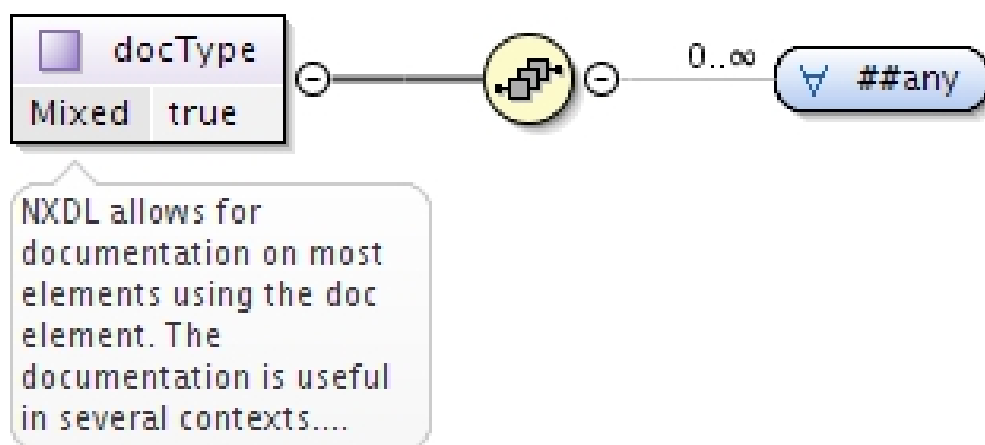 docType
Mixed true
0..∞
∀ ##any
NXDL allows for
documentation on most
elements using the doc
element. The
documentation is useful
in several contexts....